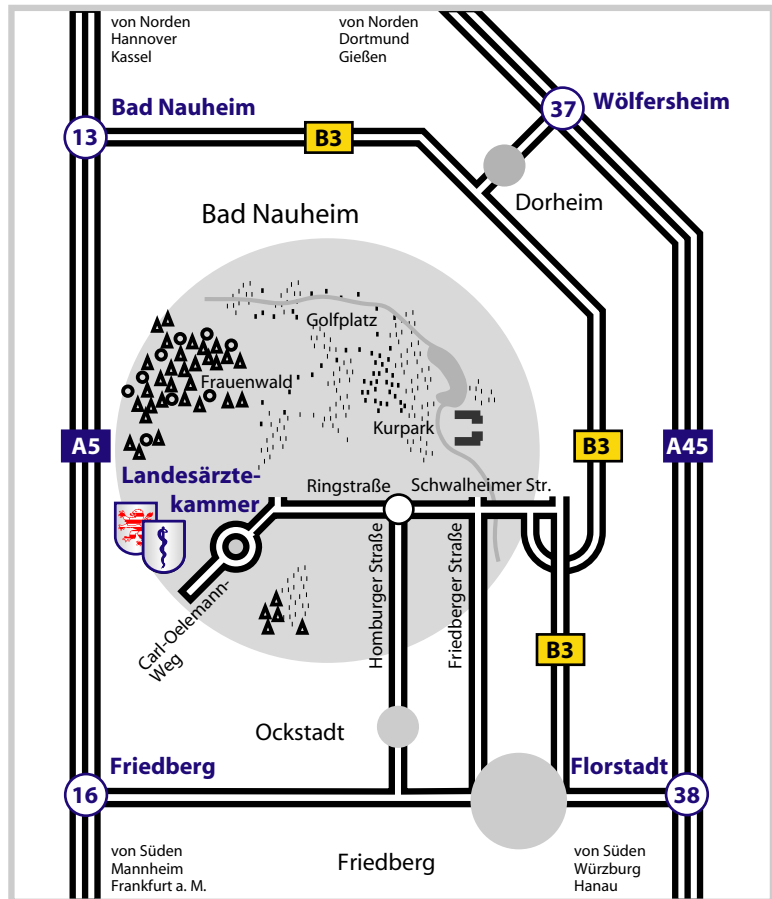 von Norden
Hannover
Kassel
von Norden
Dortmund
Gießen
Bad Nauheim
13
B3
37
Wölfersheim
Dorheim
Bad Nauheim
Golfplatz
Frauenwald
Kurpark
A5
B3
A45
Landesärzte-
kammer
Ringstraße
Schwalheimer Str.
Homburger Straße
Friedberger Straße
Carl-Oelemann-
Weg
B3
Ockstadt
Friedberg
16
Florstadt
38
von Süden
Mannheim
Frankfurt a. M.
Friedberg
von Süden
Würzburg
Hanau